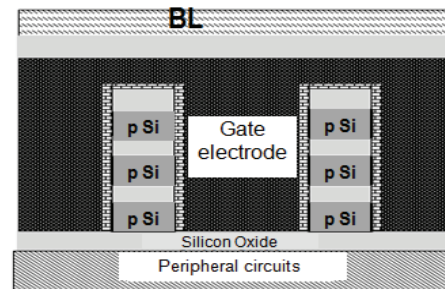 BL
p Si
p Si
Gate
electrode
p Si
p Si
p Si
p Si
Silicon Oxide
Peripheral circuits